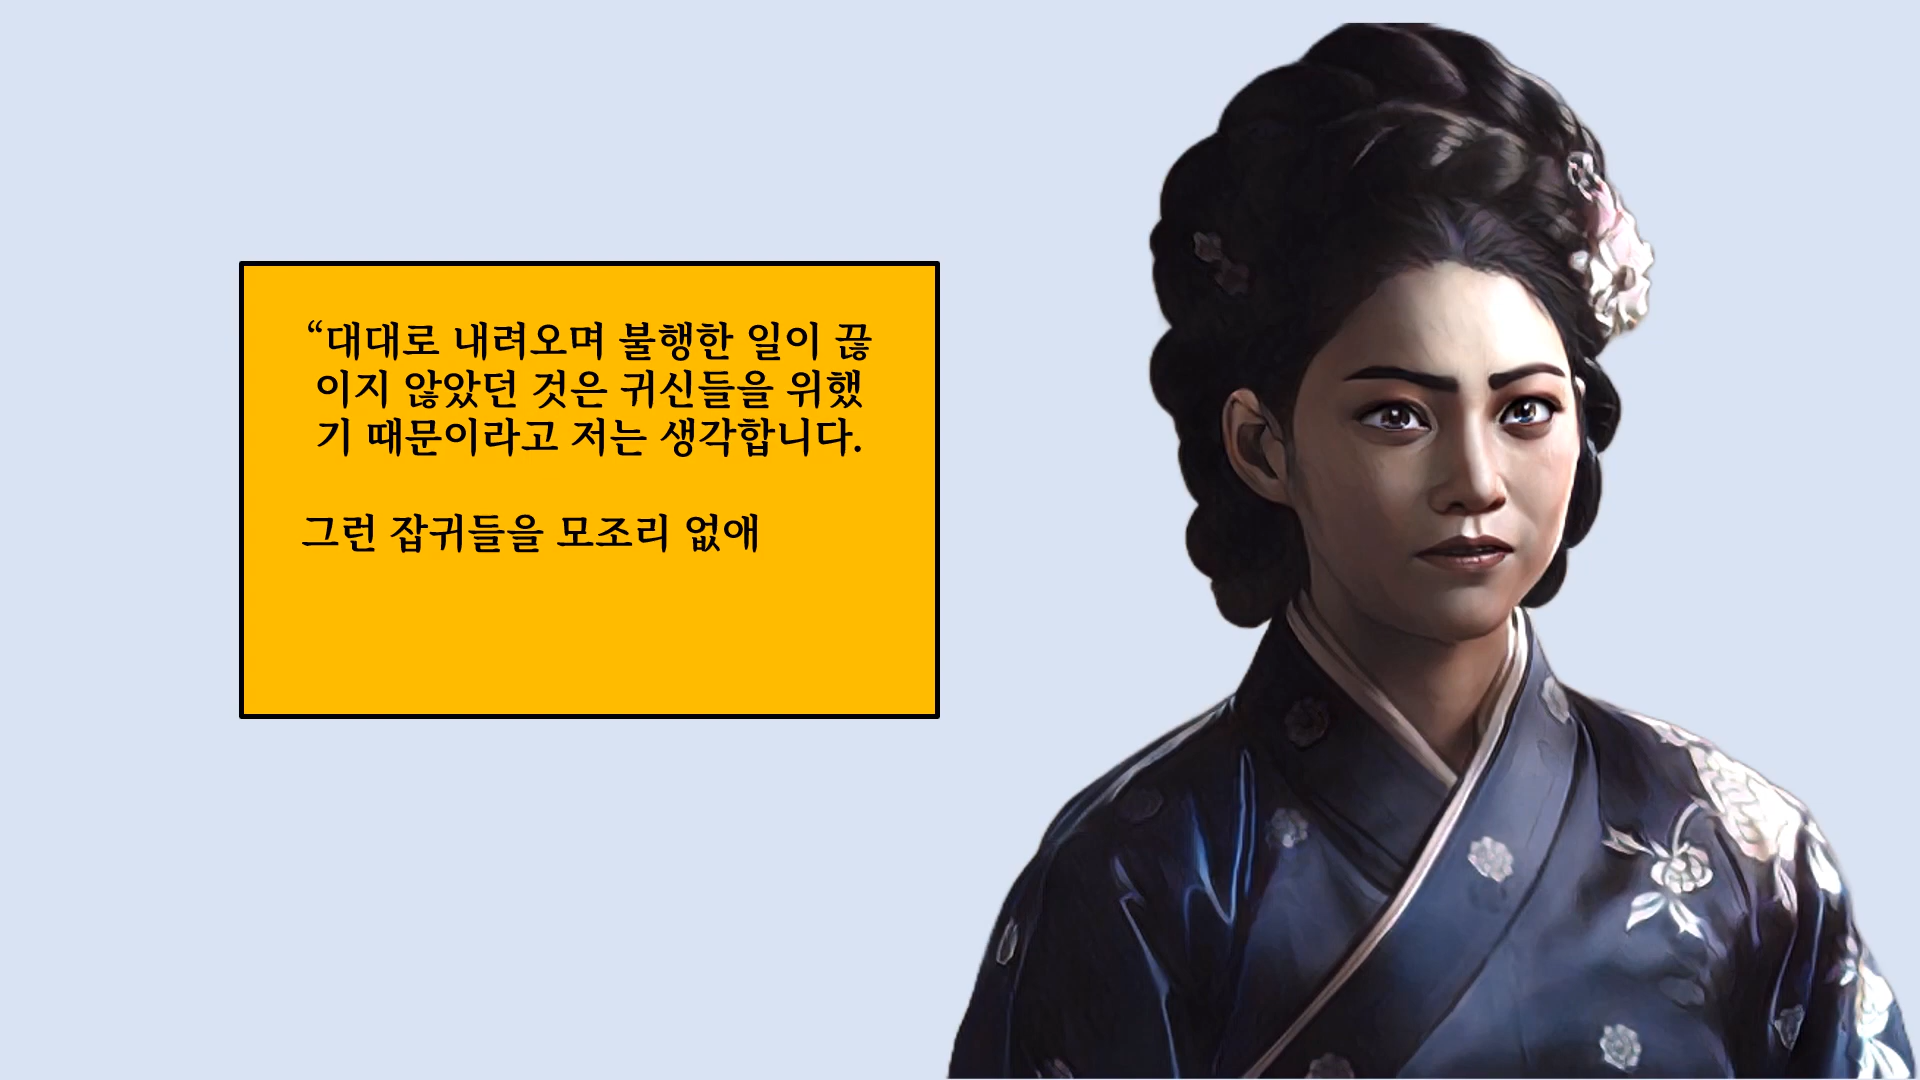 “대대로 내려오며 불행한 일이 끊
이지 않았던 것은 귀신들을 위했
기 때문이라고 저는 생각합니다.
그런 잡귀들을 모조리 없애